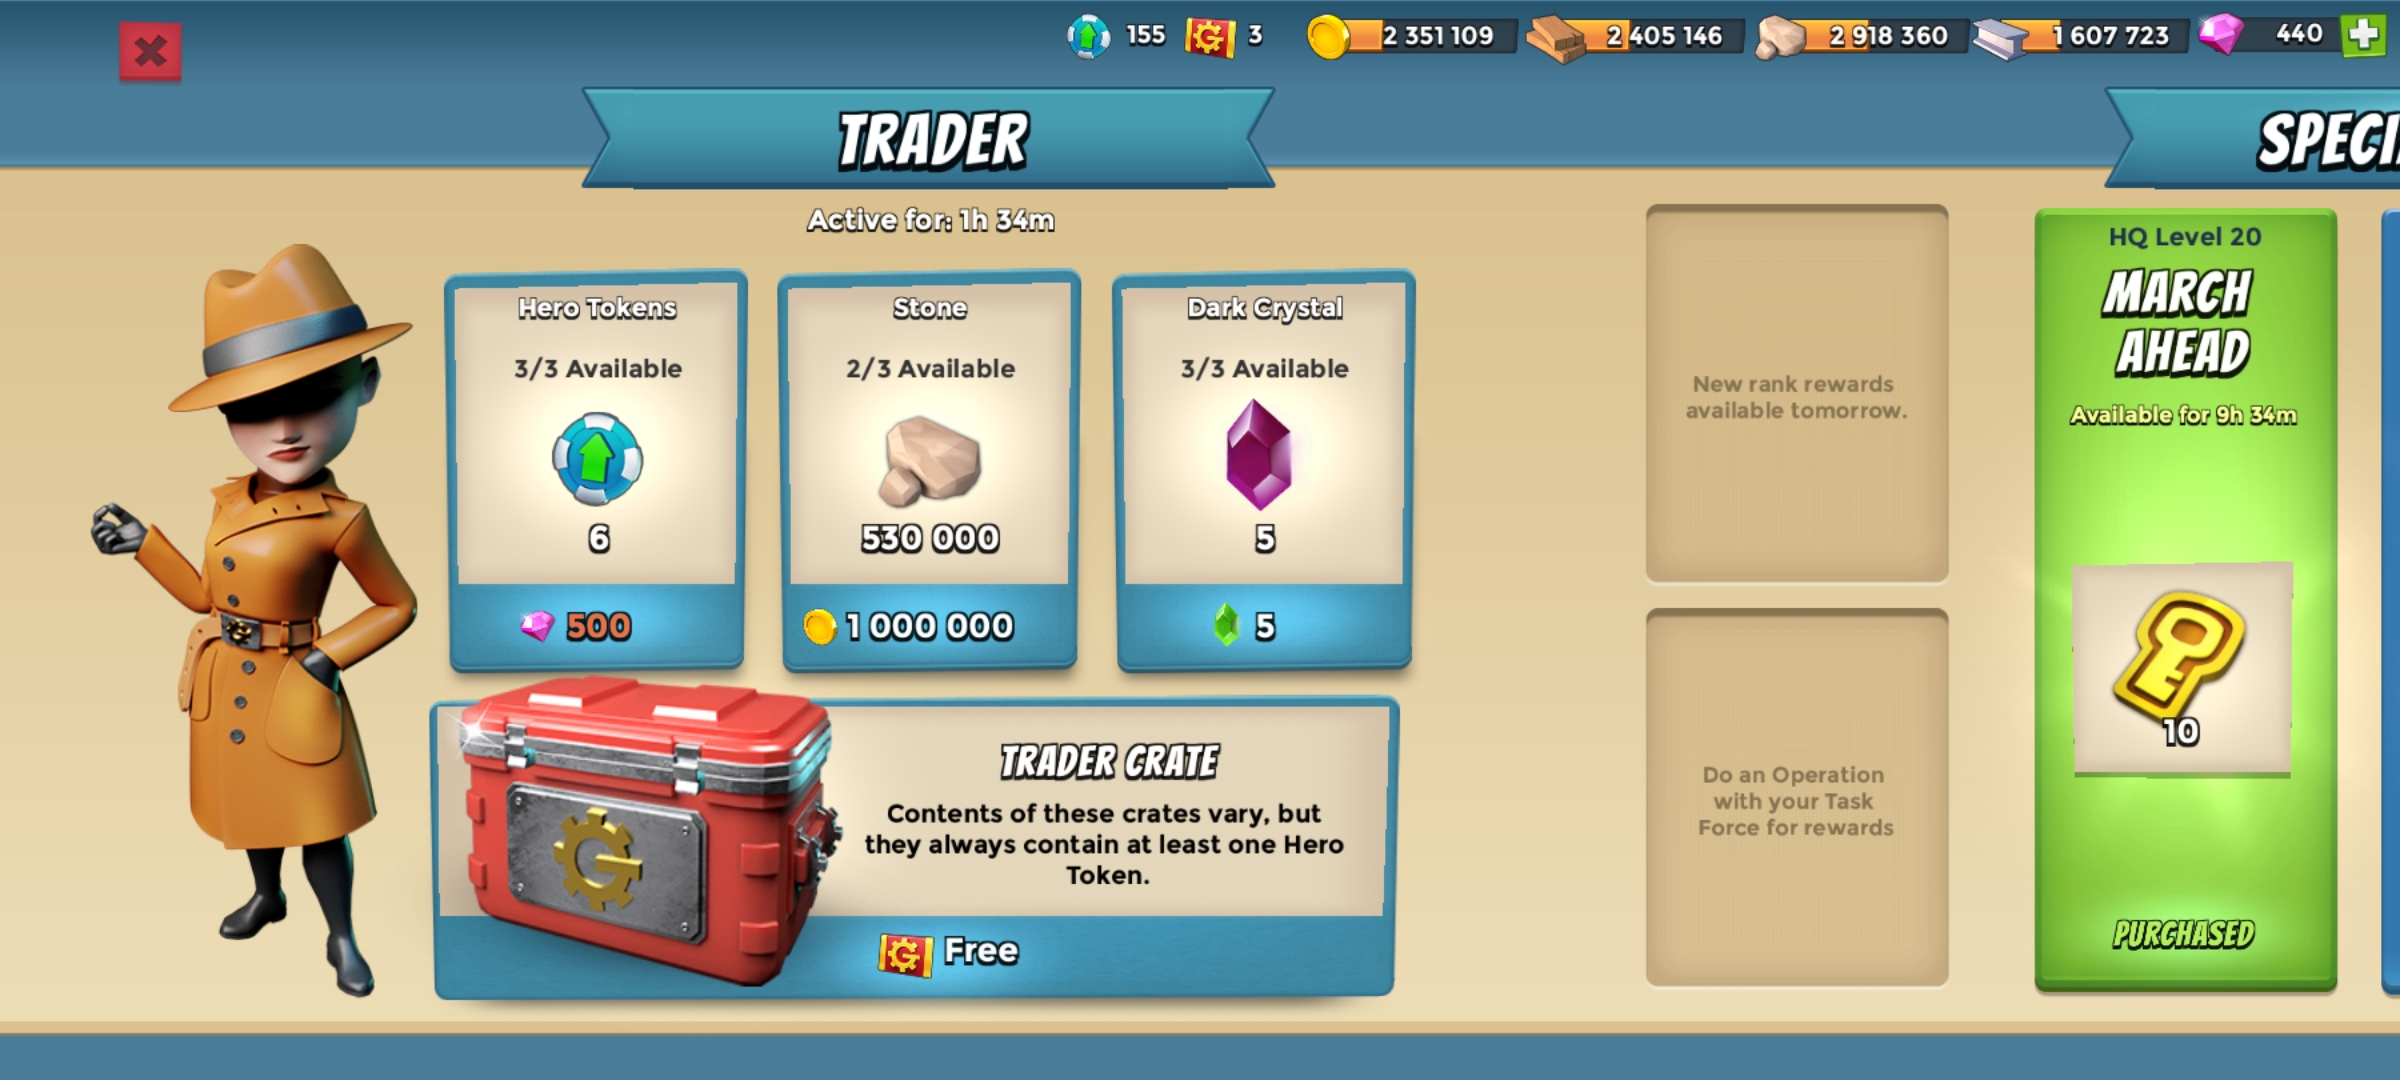 155
3
2 351 109
2 405 146
2 918 360
1 607 723
440
TRADER
Active for: 1h 34m
Hero Tokens
3/3 Available
6
500
Stone
2/3 Available
530 000
1 000 000
Dark Crystal
3/3 Available
5
5
TRADER CRATE
Contents of these crates vary, but
they always contain at least one Hero
Token.
Free
New rank rewards
available tomorrow.
Do an Operation
with your Task
Force for rewards
HQ Level 20
MARCH
AHEAD
Available for 9h 34m
10
PURCHASED